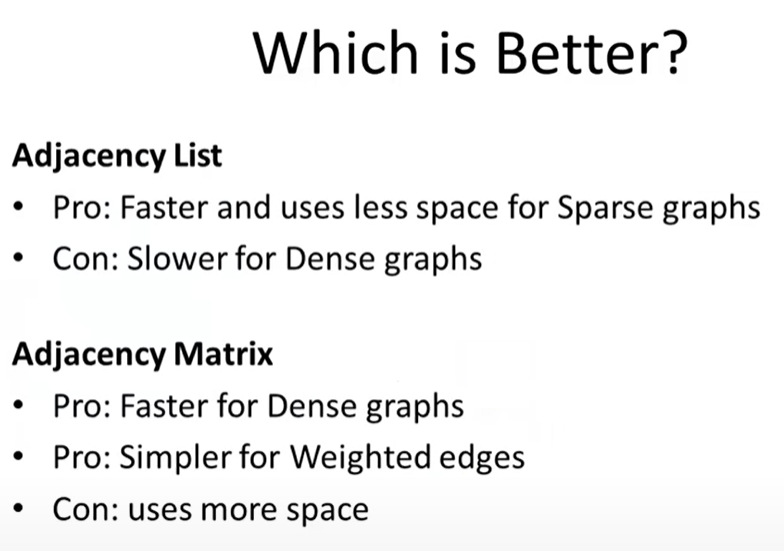 Which is Better?
Adjacency List
• Pro: Faster and uses less space for Sparse graphs
• Con: Slower for Dense graphs
Adjacency Matrix
• Pro: Faster for Dense graphs
• Pro: Simpler for Weighted edges
• Con: uses more space